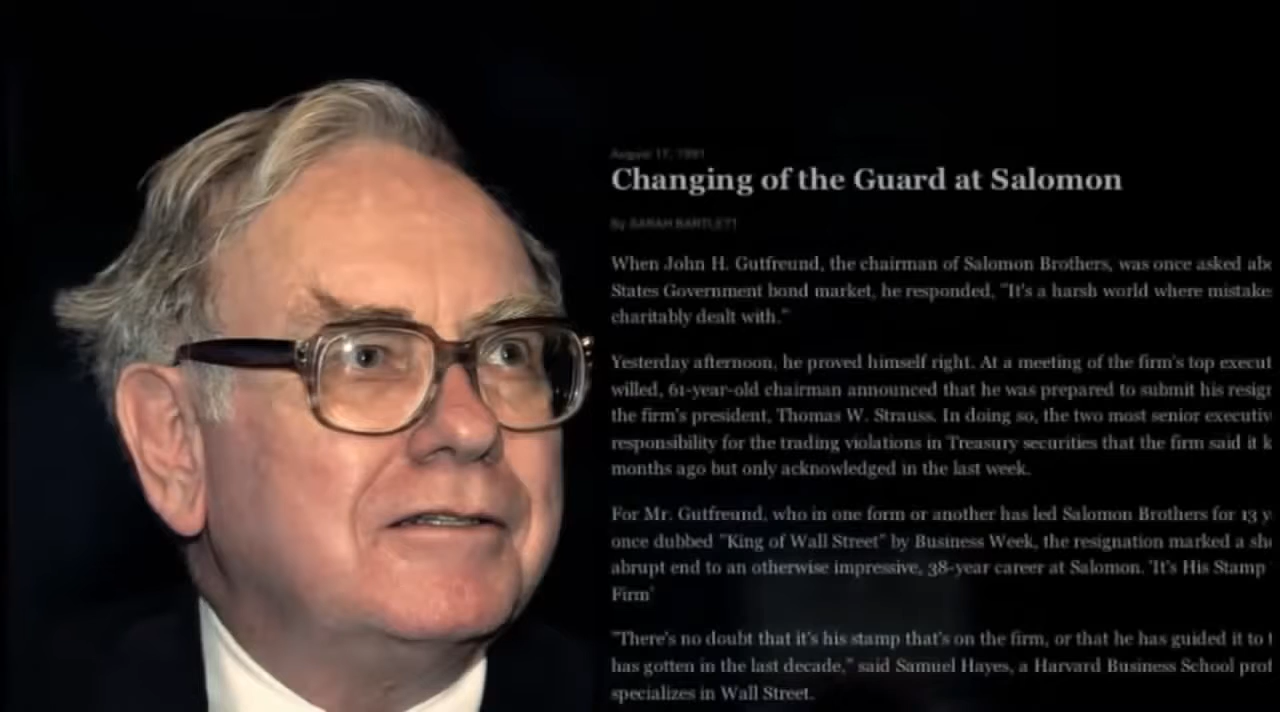 August 17, 1991
Changing of the Guard at Salomon
By SARAH BARTLETT
When John H. Gutfreund, the chairman of Salomon Brothers, was once asked abo
States Government bond market, he responded, "It's a harsh world where mistake
charitably dealt with."
Yesterday afternoon, he proved himself right. At a meeting of the firm's top execut
willed, 61-year-old chairman announced that he was prepared to submit his resign
the firm's president, Thomas W. Strauss. In doing so, the two most senior executiv
responsibility for the trading violations in Treasury securities that the firm said it k
months ago but only acknowledged in the last week.
For Mr. Gutfreund, who in one form or another has led Salomon Brothers for 13 y
once dubbed "King of Wall Street" by Business Week, the resignation marked a sh
abrupt end to an otherwise impressive, 38-year career at Salomon. 'It's His Stamp
Firm'
"There's no doubt that it's his stamp that's on the firm, or that he has guided it to t
has gotten in the last decade," said Samuel Hayes, a Harvard Business School prof
specializes in Wall Street.